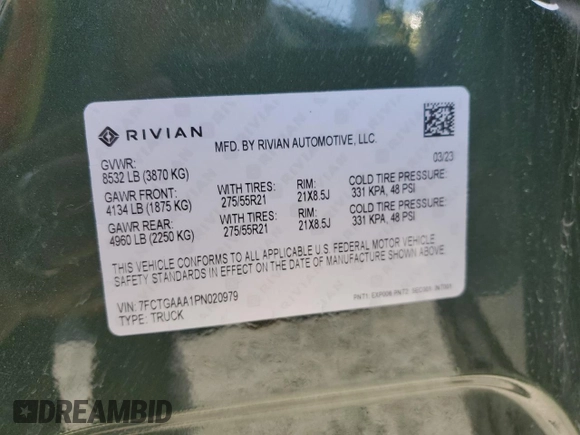 RIVIAN
MFD. BY RIVIAN AUTOMOTIVE, LLC.
03/23
GVWR:
8532 LB (3870 KG)
GAWR FRONT: WITH TIRES: RIM: COLD TIRE PRESSURE:
4134 LB (1875 KG) 275/55R21 21X8.5J 331 KPA, 48 PSI
GAWR REAR: WITH TIRES: RIM: COLD TIRE PRESSURE:
4960 LB (2250 KG) 275/55R21 21X8.5J 331 KPA, 48 PSI
THIS VEHICLE CONFORMS TO ALL APPLICABLE U.S. FEDERAL MOTOR VEHICLE
SAFETY STANDARDS IN EFFECT ON THE DATE OF MANUFACTURE SHOWN ABOVE.
VIN: 7FCTGAAA1PN020979
TYPE: TRUCK
DREAMBID